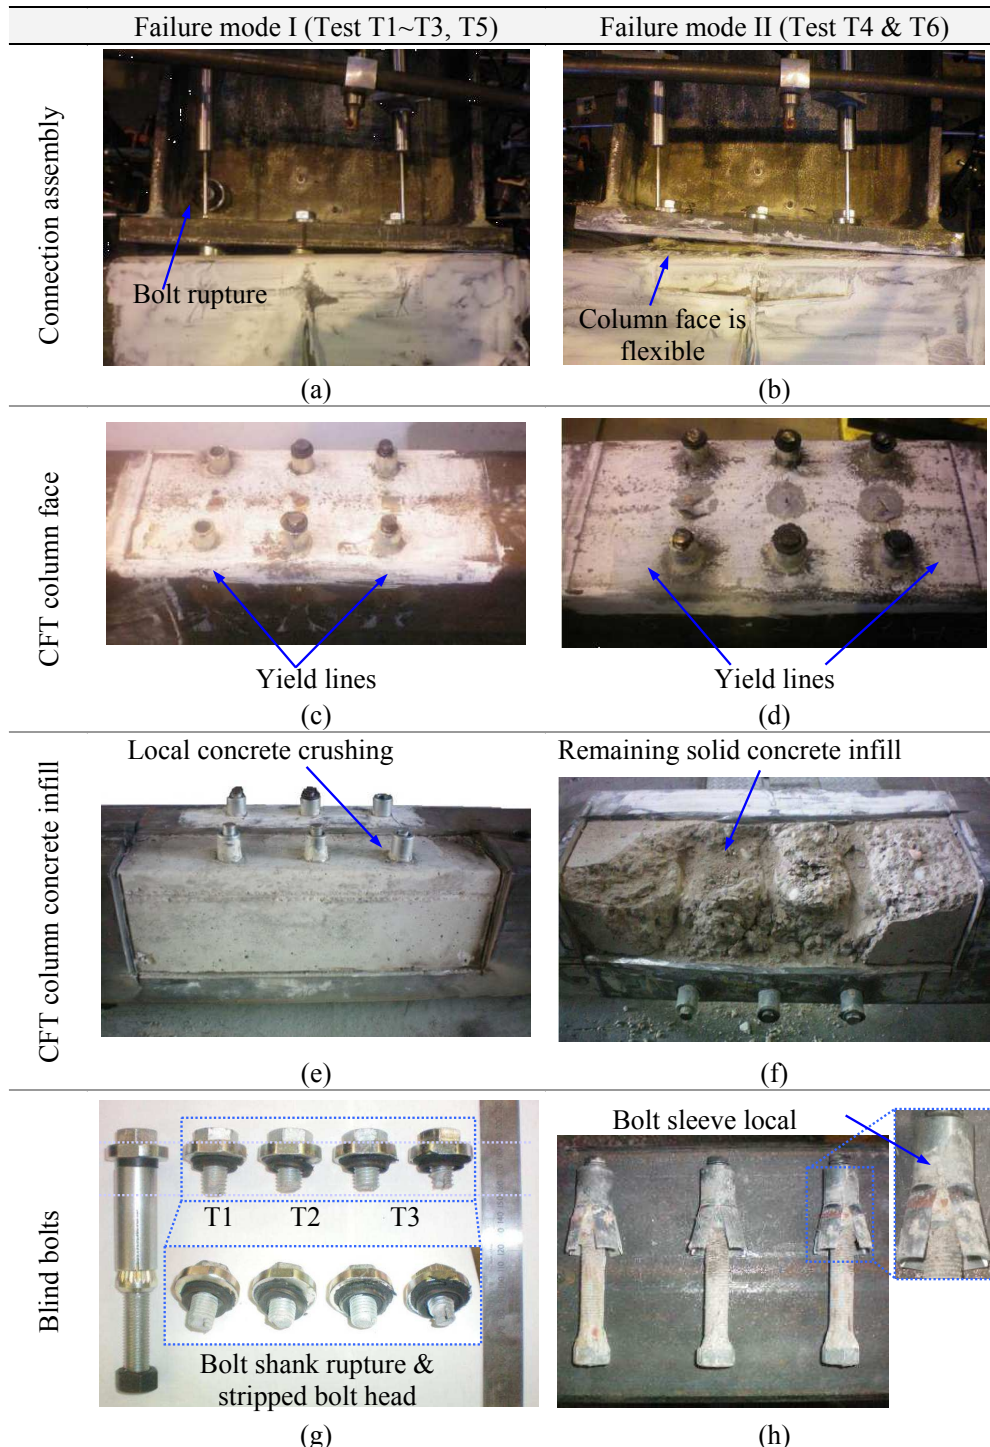 Failure mode I (Test T1~T3, T5)
Failure mode II (Test T4 & T6)
Connection assembly
Bolt rupture
Column face is
flexible
(a)
(b)
CFT column face
Yield lines
Yield lines
(c)
(d)
CFT column concrete infill
Local concrete crushing
Remaining solid concrete infill
(e)
(f)
Blind bolts
T1
T2
T3
Bolt shank rupture &
stripped bolt head
Bolt sleeve local
(g)
(h)